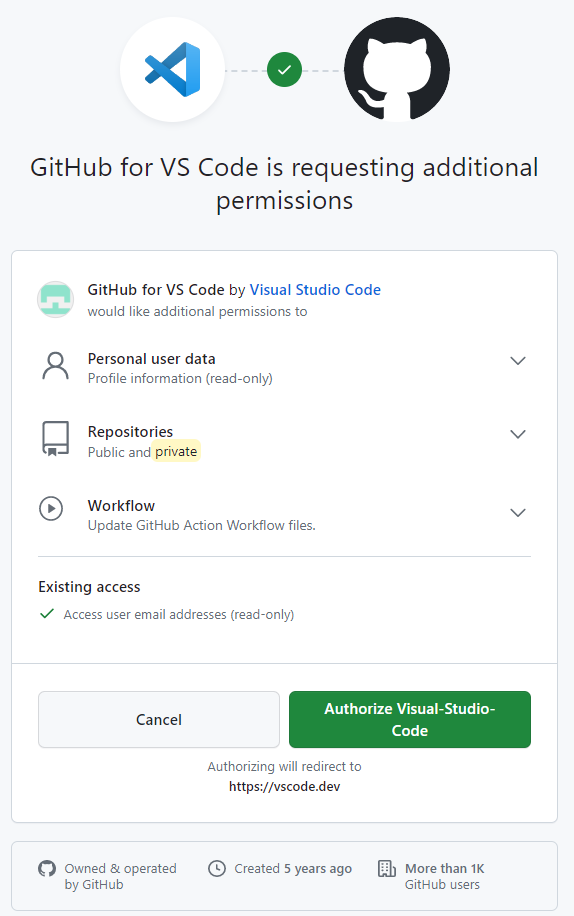 GitHub for VS Code is requesting additional
permissions
GitHub for VS Code by Visual Studio Code
would like additional permissions to
Personal user data
Profile information (read-only)
Repositories
Public and private
Workflow
Update GitHub Action Workflow files.
Existing access
Access user email addresses (read-only)
Cancel
Authorize Visual-Studio-
Code
Authorizing will redirect to
https://vscode.dev
Owned & operated
by GitHub
Created 5 years ago
More than 1K
GitHub users